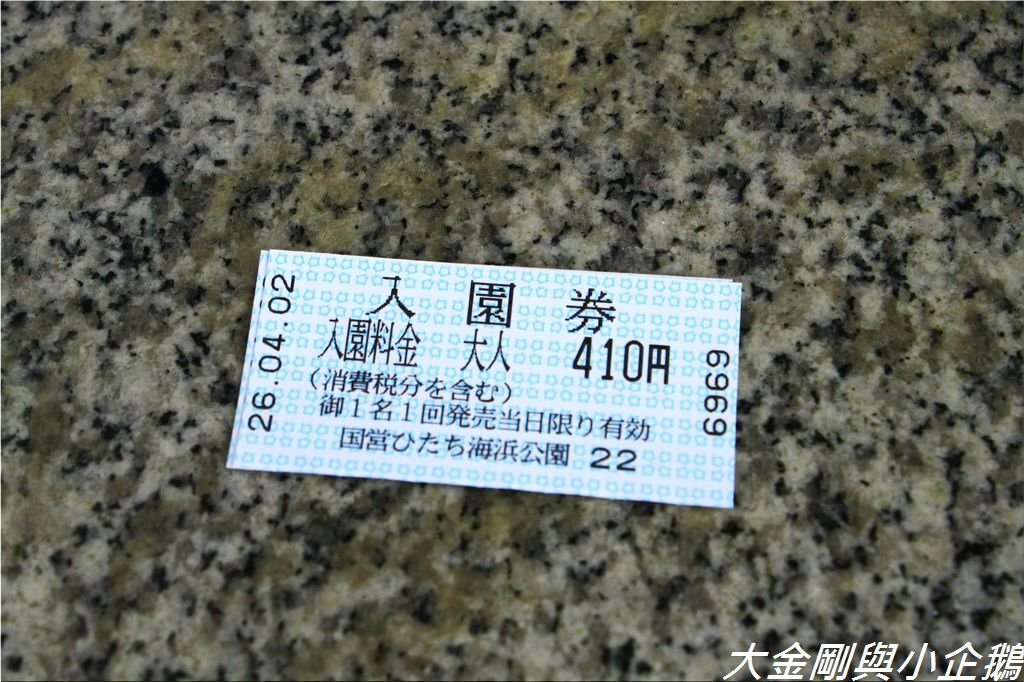 入園券
入園料金 大人 410円
(消費税分を含む)
御1名1回発売当日限り有効
国営ひたち海浜公園 22
26.04.02
6969
大金剛與小企鵝